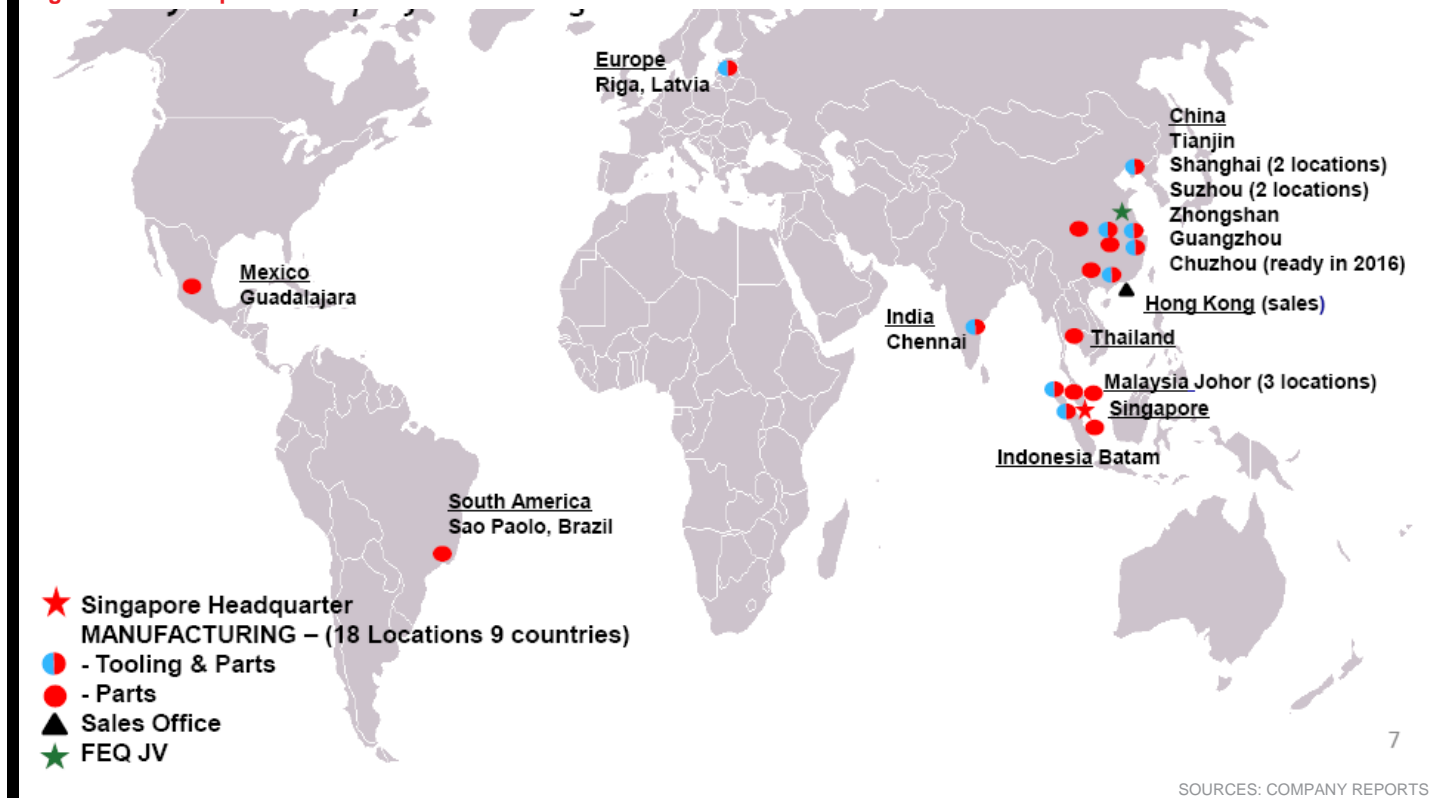 Europe
Riga, Latvia
China
Tianjin
Shanghai (2 locations)
Suzhou (2 locations)
Zhongshan
Guangzhou
Chuzhou (ready in 2016)
Hong Kong (sales)
Mexico
Guadalajara
India
Chennai
Thailand
Malaysia Johor (3 locations)
Singapore
Indonesia Batam
South America
Sao Paolo, Brazil
Singapore Headquarter
MANUFACTURING – (18 Locations 9 countries)
- Tooling & Parts
- Parts
Sales Office
FEQ JV
7
SOURCES: COMPANY REPORTS